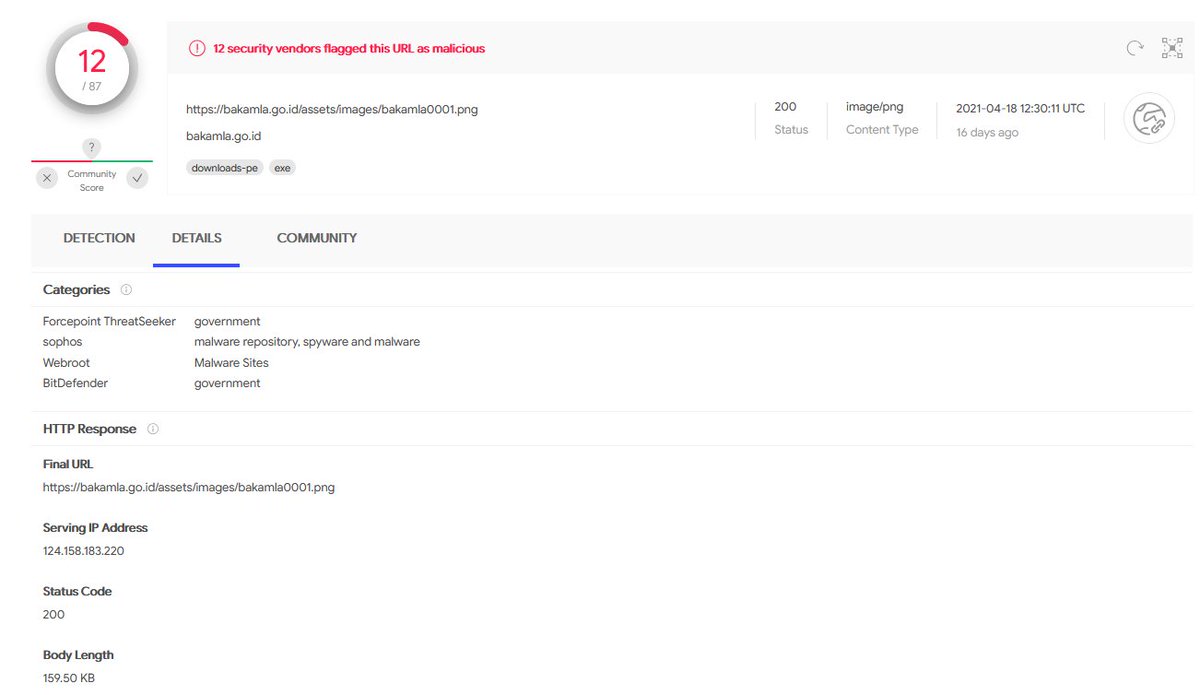 12
/ 87
12 security vendors flagged this URL as malicious
https://bakamla.go.id/assets/images/bakamla0001.png
bakamla.go.id
downloads-pe exe
200
Status
image/png
Content Type
2021-04-18 12:30:11 UTC
16 days ago
?
Community
Score
DETECTION DETAILS COMMUNITY
Categories
Forcepoint ThreatSeeker government
sophos malware repository, spyware and malware
Webroot Malware Sites
BitDefender government
HTTP Response
Final URL
https://bakamla.go.id/assets/images/bakamla0001.png
Serving IP Address
124.158.183.220
Status Code
200
Body Length
159.50 KB